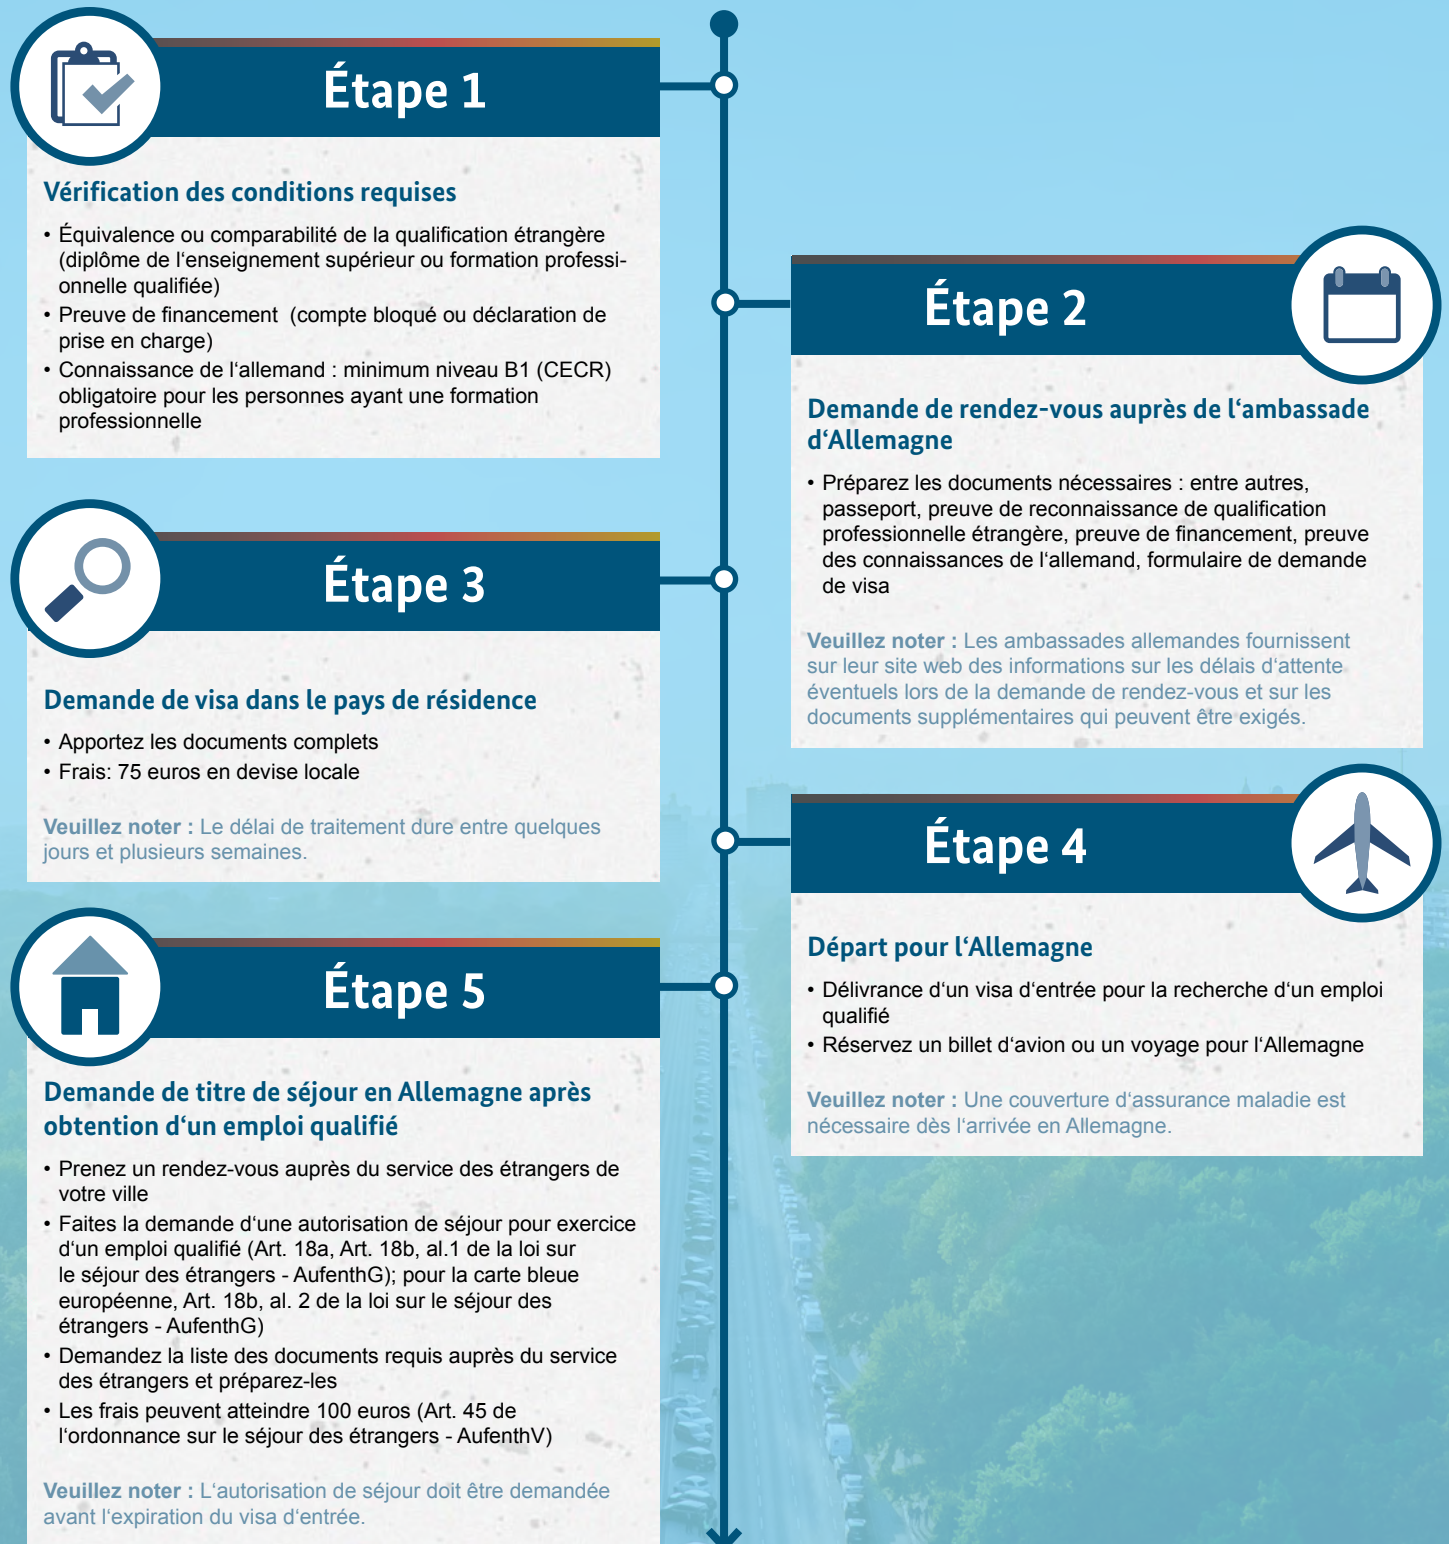 Étape 1
Vérification des conditions requises
• Équivalence ou comparabilité de la qualification étrangère
(diplôme de l‘enseignement supérieur ou formation professi-
onnelle qualifiée)
• Preuve de financement (compte bloqué ou déclaration de
prise en charge)
• Connaissance de l‘allemand : minimum niveau B1 (CECR)
obligatoire pour les personnes ayant une formation
professionnelle
Étape 2
Demande de rendez-vous auprès de l‘ambassade
d‘Allemagne
• Préparez les documents nécessaires : entre autres,
passeport, preuve de reconnaissance de qualification
professionnelle étrangère, preuve de financement, preuve
des connaissances de l‘allemand, formulaire de demande
de visa
Veuillez noter : Les ambassades allemandes fournissent
sur leur site web des informations sur les délais d‘attente
éventuels lors de la demande de rendez-vous et sur les
documents supplémentaires qui peuvent être exigés.
Étape 3
Demande de visa dans le pays de résidence
• Apportez les documents complets
• Frais: 75 euros en devise locale
Veuillez noter : Le délai de traitement dure entre quelques
jours et plusieurs semaines.
Étape 4
Départ pour l‘Allemagne
• Délivrance d‘un visa d‘entrée pour la recherche d‘un emploi
qualifié
• Réservez un billet d‘avion ou un voyage pour l‘Allemagne
Veuillez noter : Une couverture d‘assurance maladie est
nécessaire dès l‘arrivée en Allemagne.
Étape 5
Demande de titre de séjour en Allemagne après
obtention d‘un emploi qualifié
• Prenez un rendez-vous auprès du service des étrangers de
votre ville
• Faites la demande d‘une autorisation de séjour pour exercice
d‘un emploi qualifié (Art. 18a, Art. 18b, al.1 de la loi sur
le séjour des étrangers - AufenthG); pour la carte bleue
européenne, Art. 18b, al. 2 de la loi sur le séjour des
étrangers - AufenthG)
• Demandez la liste des documents requis auprès du service
des étrangers et préparez-les
• Les frais peuvent atteindre 100 euros (Art. 45 de
l‘ordonnance sur le séjour des étrangers - AufenthV)
Veuillez noter : L‘autorisation de séjour doit être demandée
avant l‘expiration du visa d‘entrée.